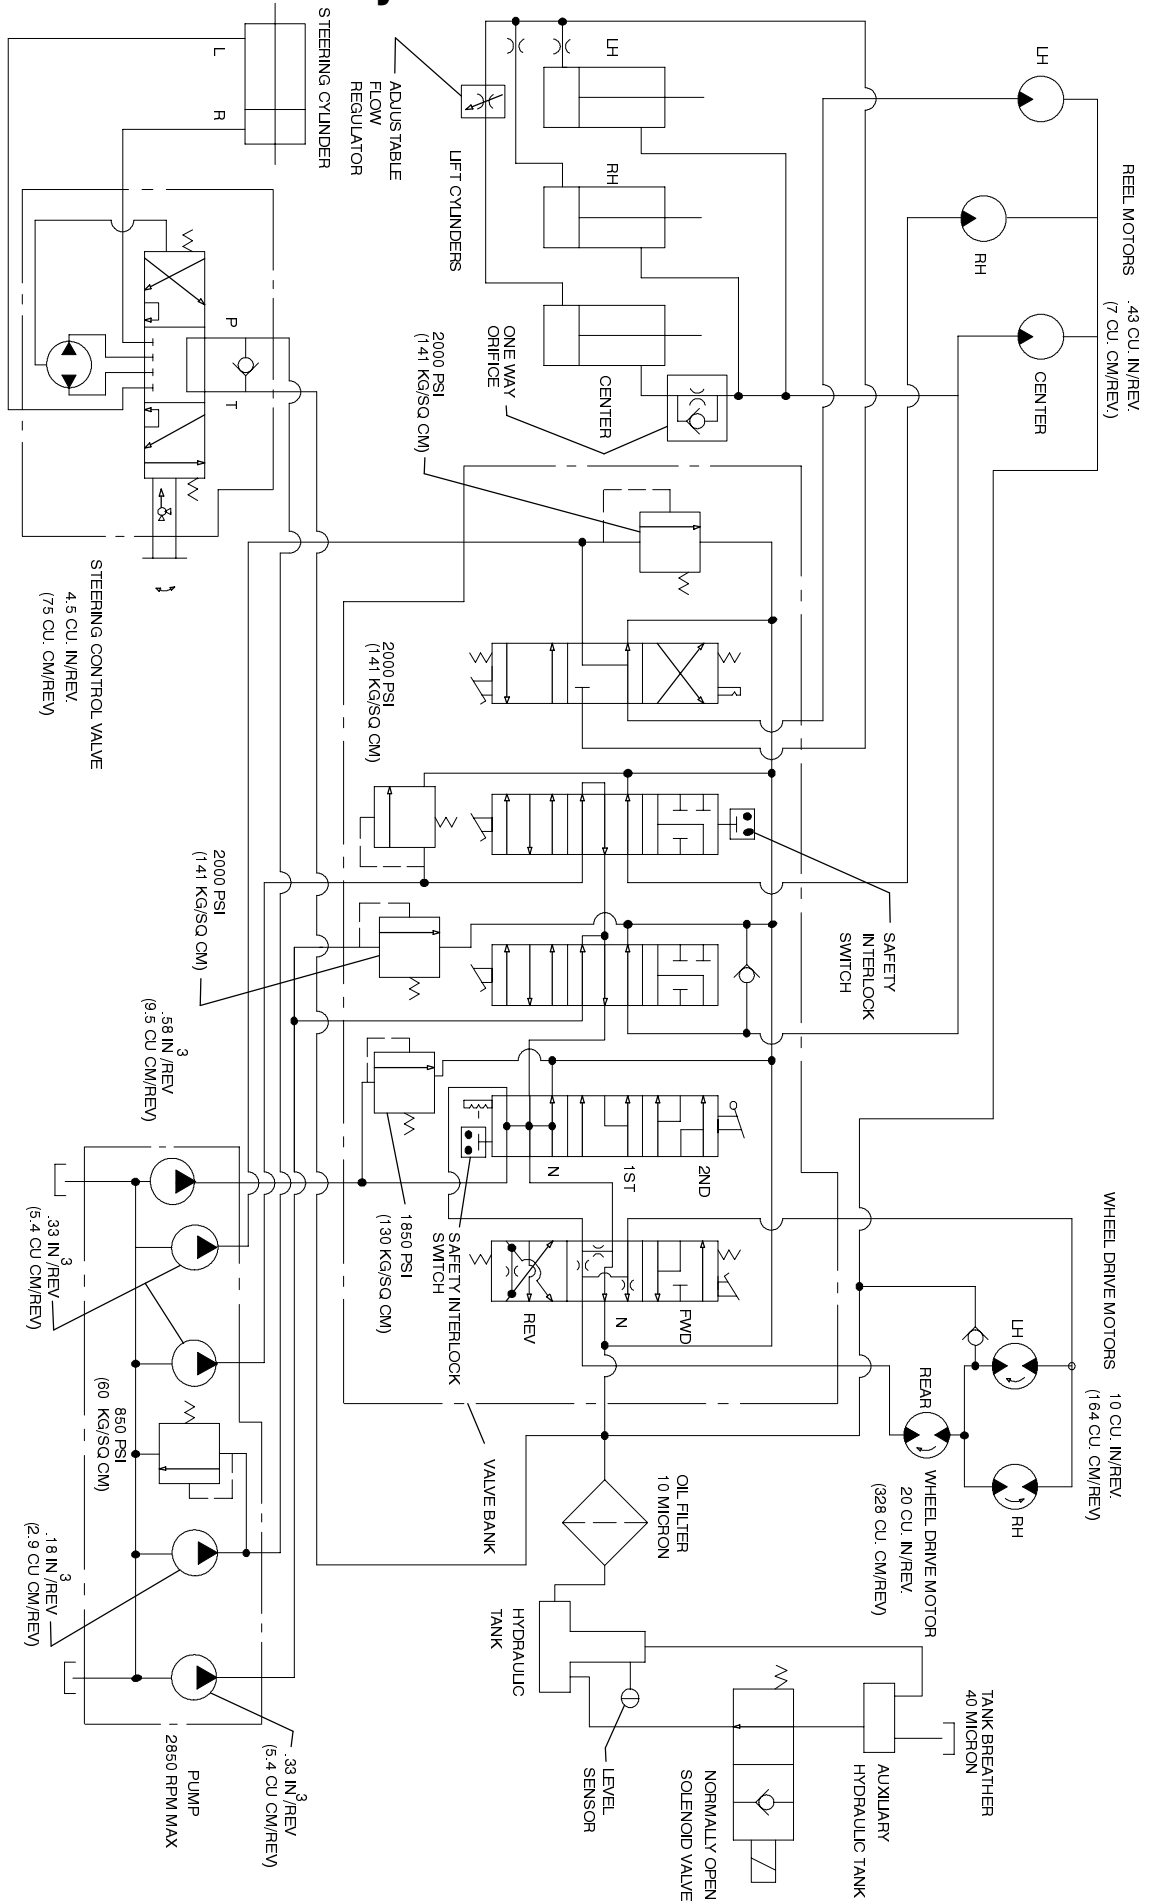 REEL MOTORS
.43 CU. IN/REV.
(7 CU. CM/REV.)
LH
RH
CENTER
WHEEL DRIVE MOTORS
10 CU. IN/REV.
(164 CU. CM/REV)
LH
RH
REAR
WHEEL DRIVE MOTOR
20 CU. IN/REV.
(328 CU. CM/REV)
TANK BREATHER
40 MICRON
AUXILIARY
HYDRAULIC TANK
NORMALLY OPEN
SOLENOID VALVE
LEVEL
SENSOR
HYDRAULIC
TANK
OIL FILTER
10 MICRON
VALVE BANK
SAFETY
INTERLOCK
SWITCH
LH
RH
CENTER
LIFT CYLINDERS
ONE WAY
ORIFICE
2000 PSI
(141 KG/SQ CM)
ADJUSTABLE
FLOW
REGULATOR
STEERING CYLINDER
L
R
P
T
STEERING CONTROL VALVE
4.5 CU. IN/REV.
(75 CU. CM/REV)
2000 PSI
(141 KG/SQ CM)
2000 PSI
(141 KG/SQ CM)
2ND
1ST
N
FWD
N
REV
SAFETY INTERLOCK
SWITCH
1850 PSI
(130 KG/SQ CM)
.58 IN3/REV
(9.5 CU CM/REV)
.33 IN3/REV
(5.4 CU CM/REV)
850 PSI
(60 KG/SQ CM)
.18 IN3/REV
(2.9 CU CM/REV)
.33 IN3/REV
(5.4 CU CM/REV)
PUMP
2850 RPM MAX